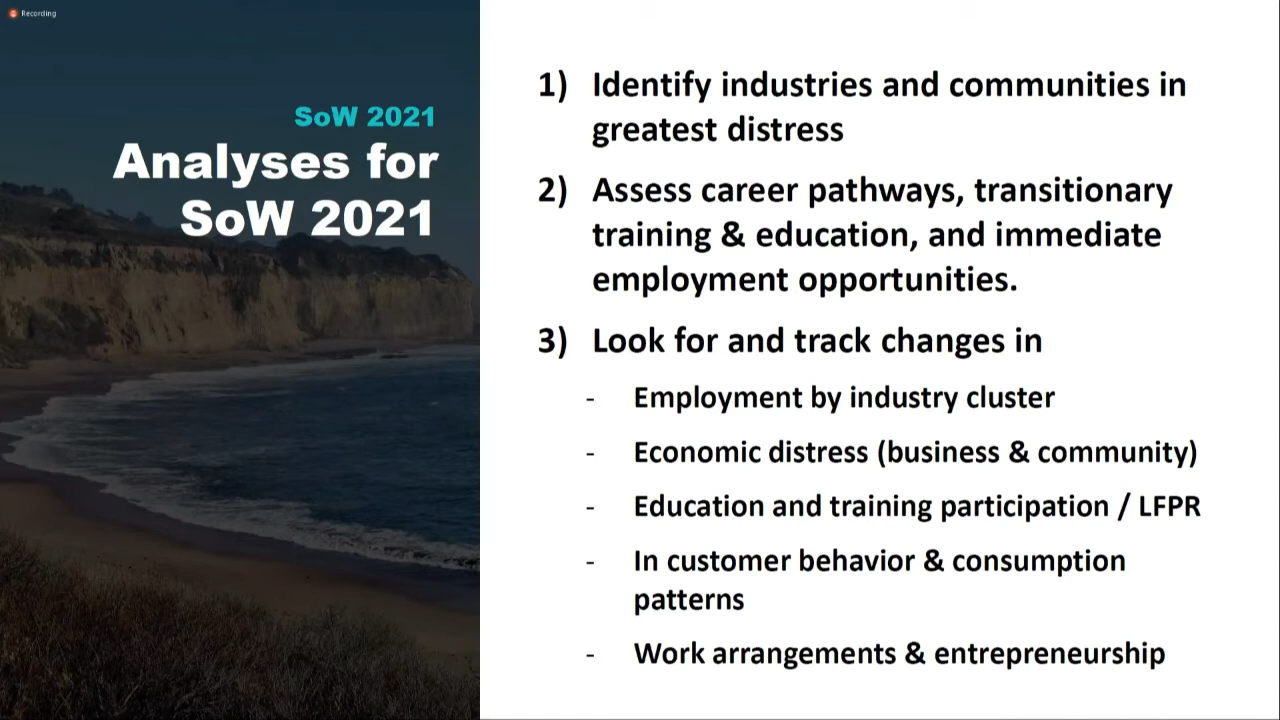 Recording
SoW 2021
Analyses for
SoW 2021
1) Identify industries and communities in
greatest distress
2) Assess career pathways, transitionary
training & education, and immediate
employment opportunities.
3) Look for and track changes in
- Employment by industry cluster
- Economic distress (business & community)
- Education and training participation / LFPR
- In customer behavior & consumption
patterns
- Work arrangements & entrepreneurship